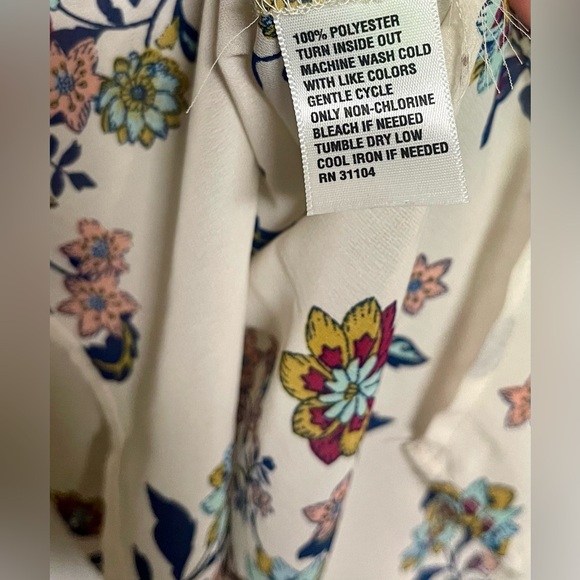 100% POLYESTER
TURN INSIDE OUT
MACHINE WASH COLD
WITH LIKE COLORS
GENTLE CYCLE
ONLY NON-CHLORINE
BLEACH IF NEEDED
TUMBLE DRY LOW
COOL IRON IF NEEDED
RN 31104